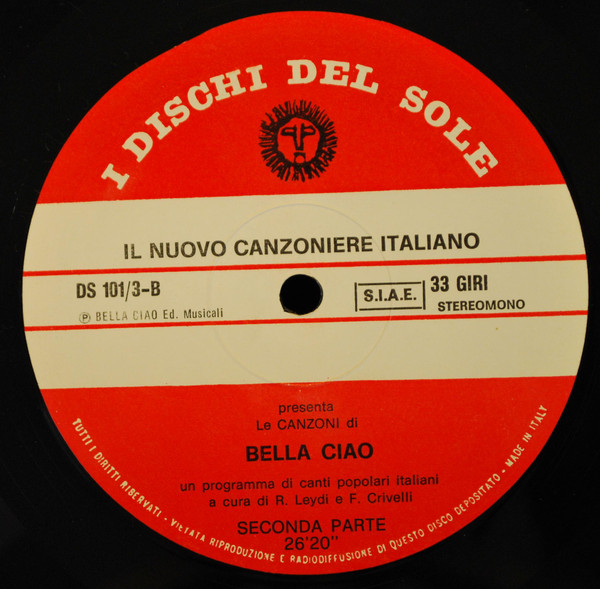 I DISCHI DEL SOLE
IL NUOVO CANZONIERE ITALIANO
DS 101/3-B
S.I.A.E.
33 GIRI
STEREOMONO
Ⓟ BELLA CIAO Ed. Musicali
presenta
Le CANZONI di
BELLA CIAO
un programma di canti popolari italiani
a cura di R. Leydi e F. Crivelli
SECONDA PARTE
26'20"
TUTTI I DIRITTI RISERVATI - VIETATA RIPRODUZIONE E RADIODIFFUSIONE DI QUESTO DISCO DEPOSITATO - MADE IN ITALY